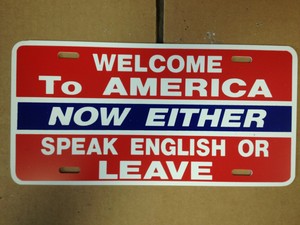 WELCOME
To AMERICA
NOW EITHER
SPEAK ENGLISH OR
LEAVE